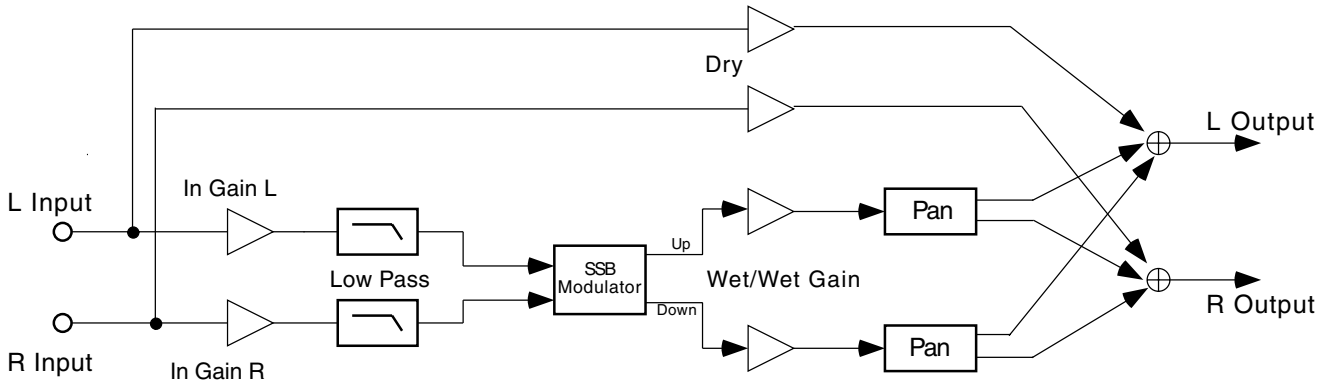 Dry
L Output
In Gain L
L Input
Pan
Up
SSB
Modulator
Low Pass
Wet/Wet Gain
Down
R Output
Pan
R Input
In Gain R